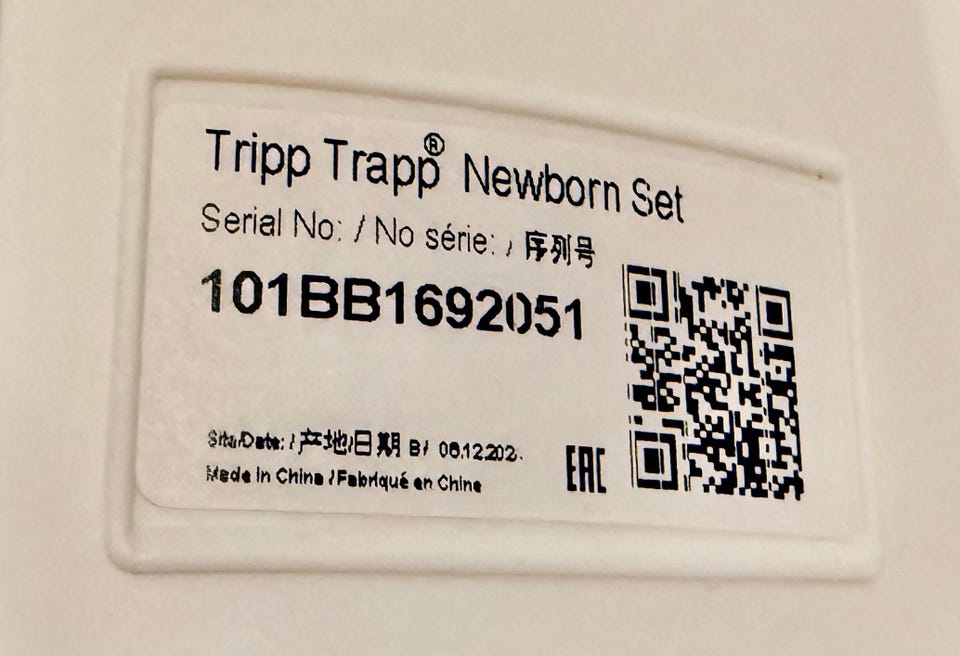 Tripp Trapp® Newborn Set
Serial No: / No série: / 序列号
101BB1692051
Site/Date: / 产地/日期 B/
Made in China / Fabriqué en Chine
EAC